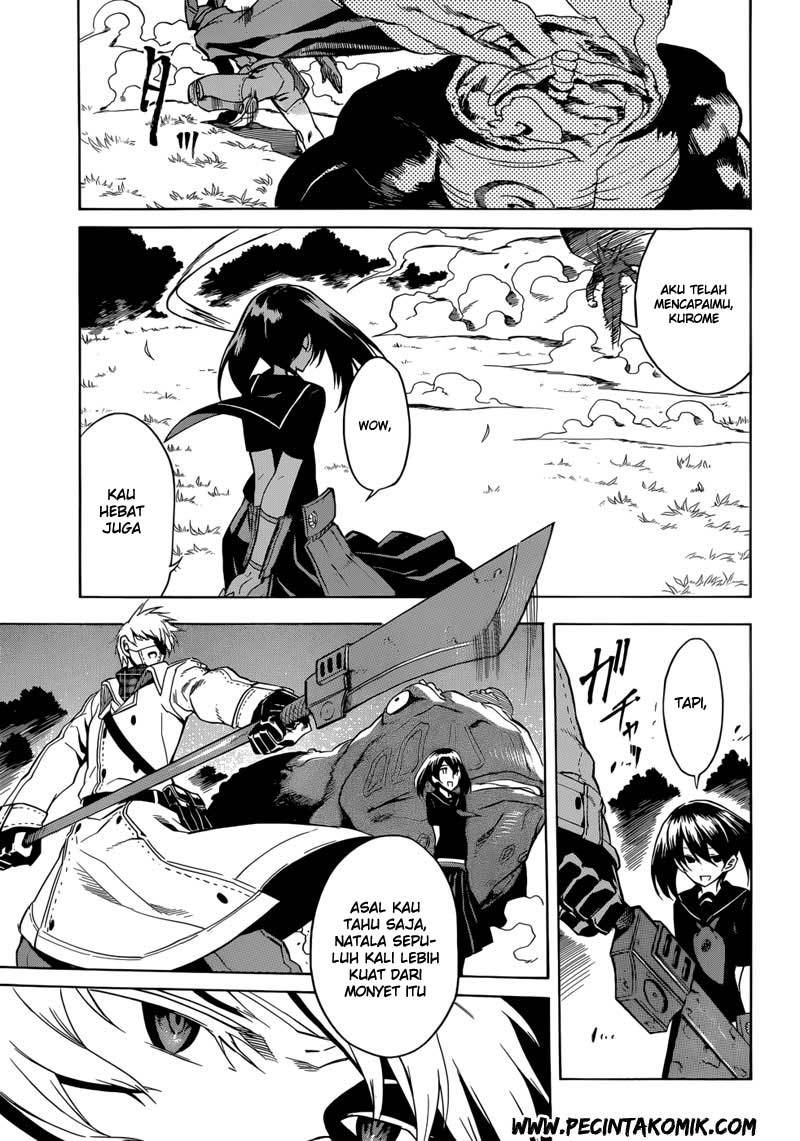 ザッ
AKU TELAH
MENCAPAIMU,
KUROME
WOW,
KAU
HEBAT
JUGA
TAPI,
ガチャ
ASAL KAU
TAHU SAJA,
NATALA SEPU-
LUH KALI LEBIH
KUAT DARI
MONYET ITU
WWW.PECINTAKOMIK.COM